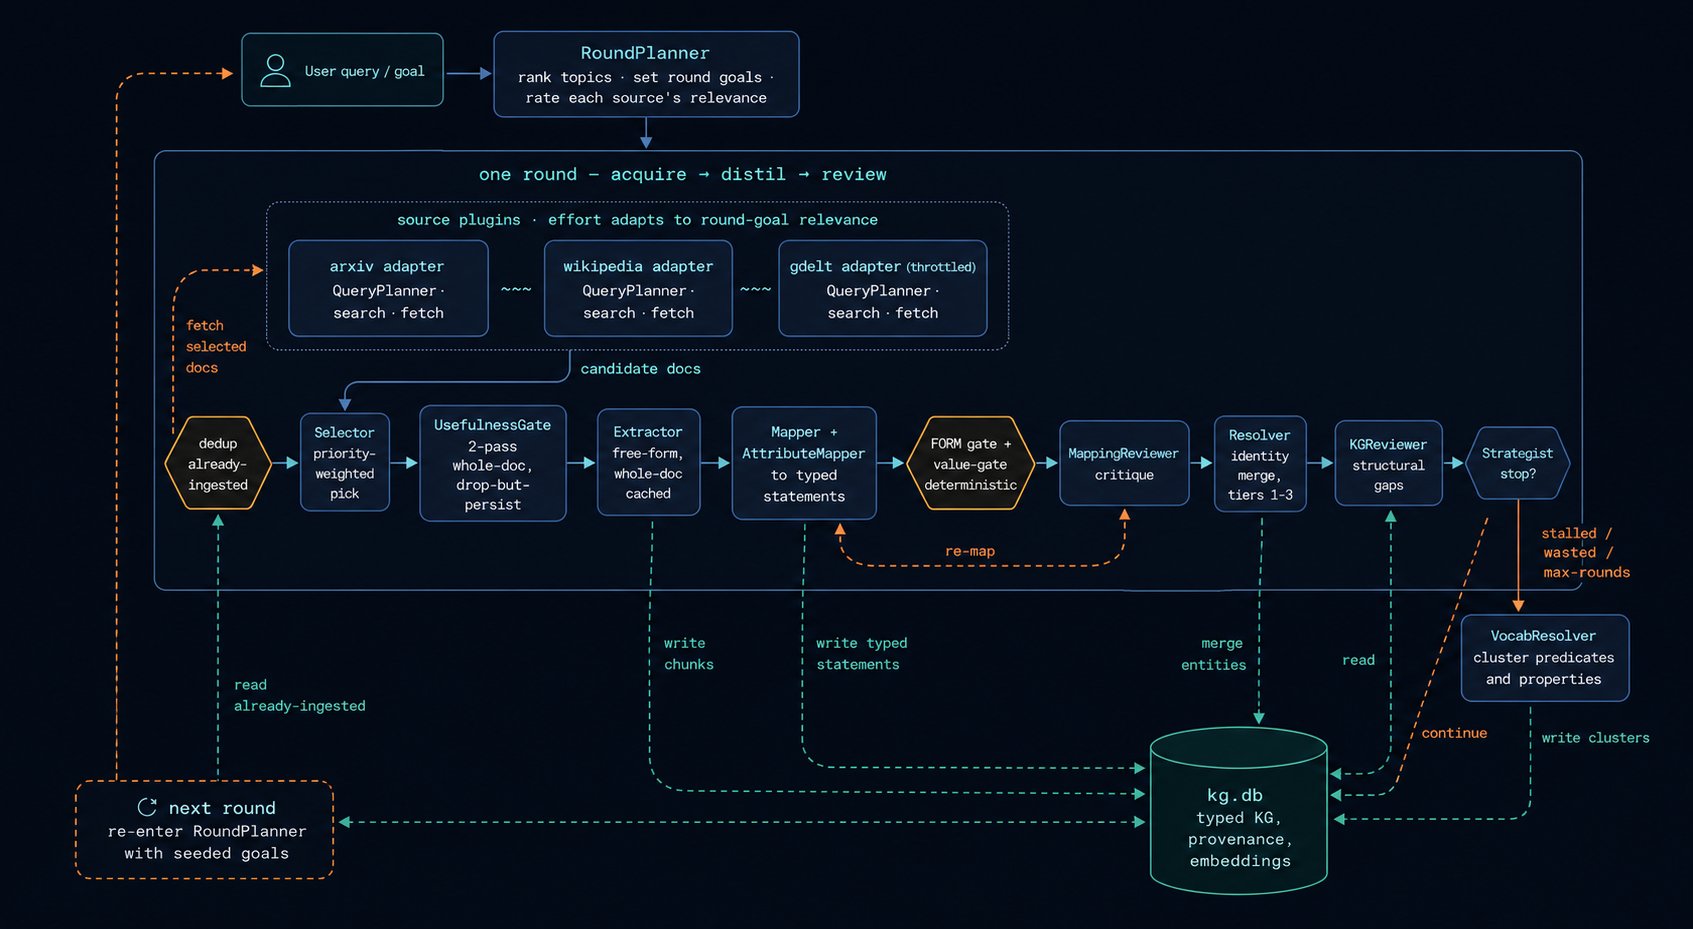 User query / goal
RoundPlanner
rank topics · set round goals ·
rate each source's relevance
one round — acquire → distil → review
source plugins · effort adapts to round-goal relevance
arxiv adapter
QueryPlanner·
search · fetch
~~~
wikipedia adapter
QueryPlanner·
search · fetch
~~~
gdelt adapter (throttled)
QueryPlanner·
search · fetch
fetch
selected
docs
candidate docs
dedup
already-
ingested
Selector
priority-
weighted
pick
UsefulnessGate
2-pass
whole-doc,
drop-but-
persist
Extractor
free-form,
whole-doc
cached
Mapper +
AttributeMapper
to typed
statements
FORM gate +
value-gate
deterministic
MappingReviewer
critique
Resolver
identity
merge,
tiers 1-3
KGReviewer
structural
gaps
Strategist
stop?
re-map
stalled /
wasted /
max-rounds
write
chunks
write typed
statements
merge
entities
read
VocabResolver
cluster predicates
and properties
read
already-ingested
continue
write clusters
next round
re-enter RoundPlanner
with seeded goals
kg.db
typed KG,
provenance,
embeddings